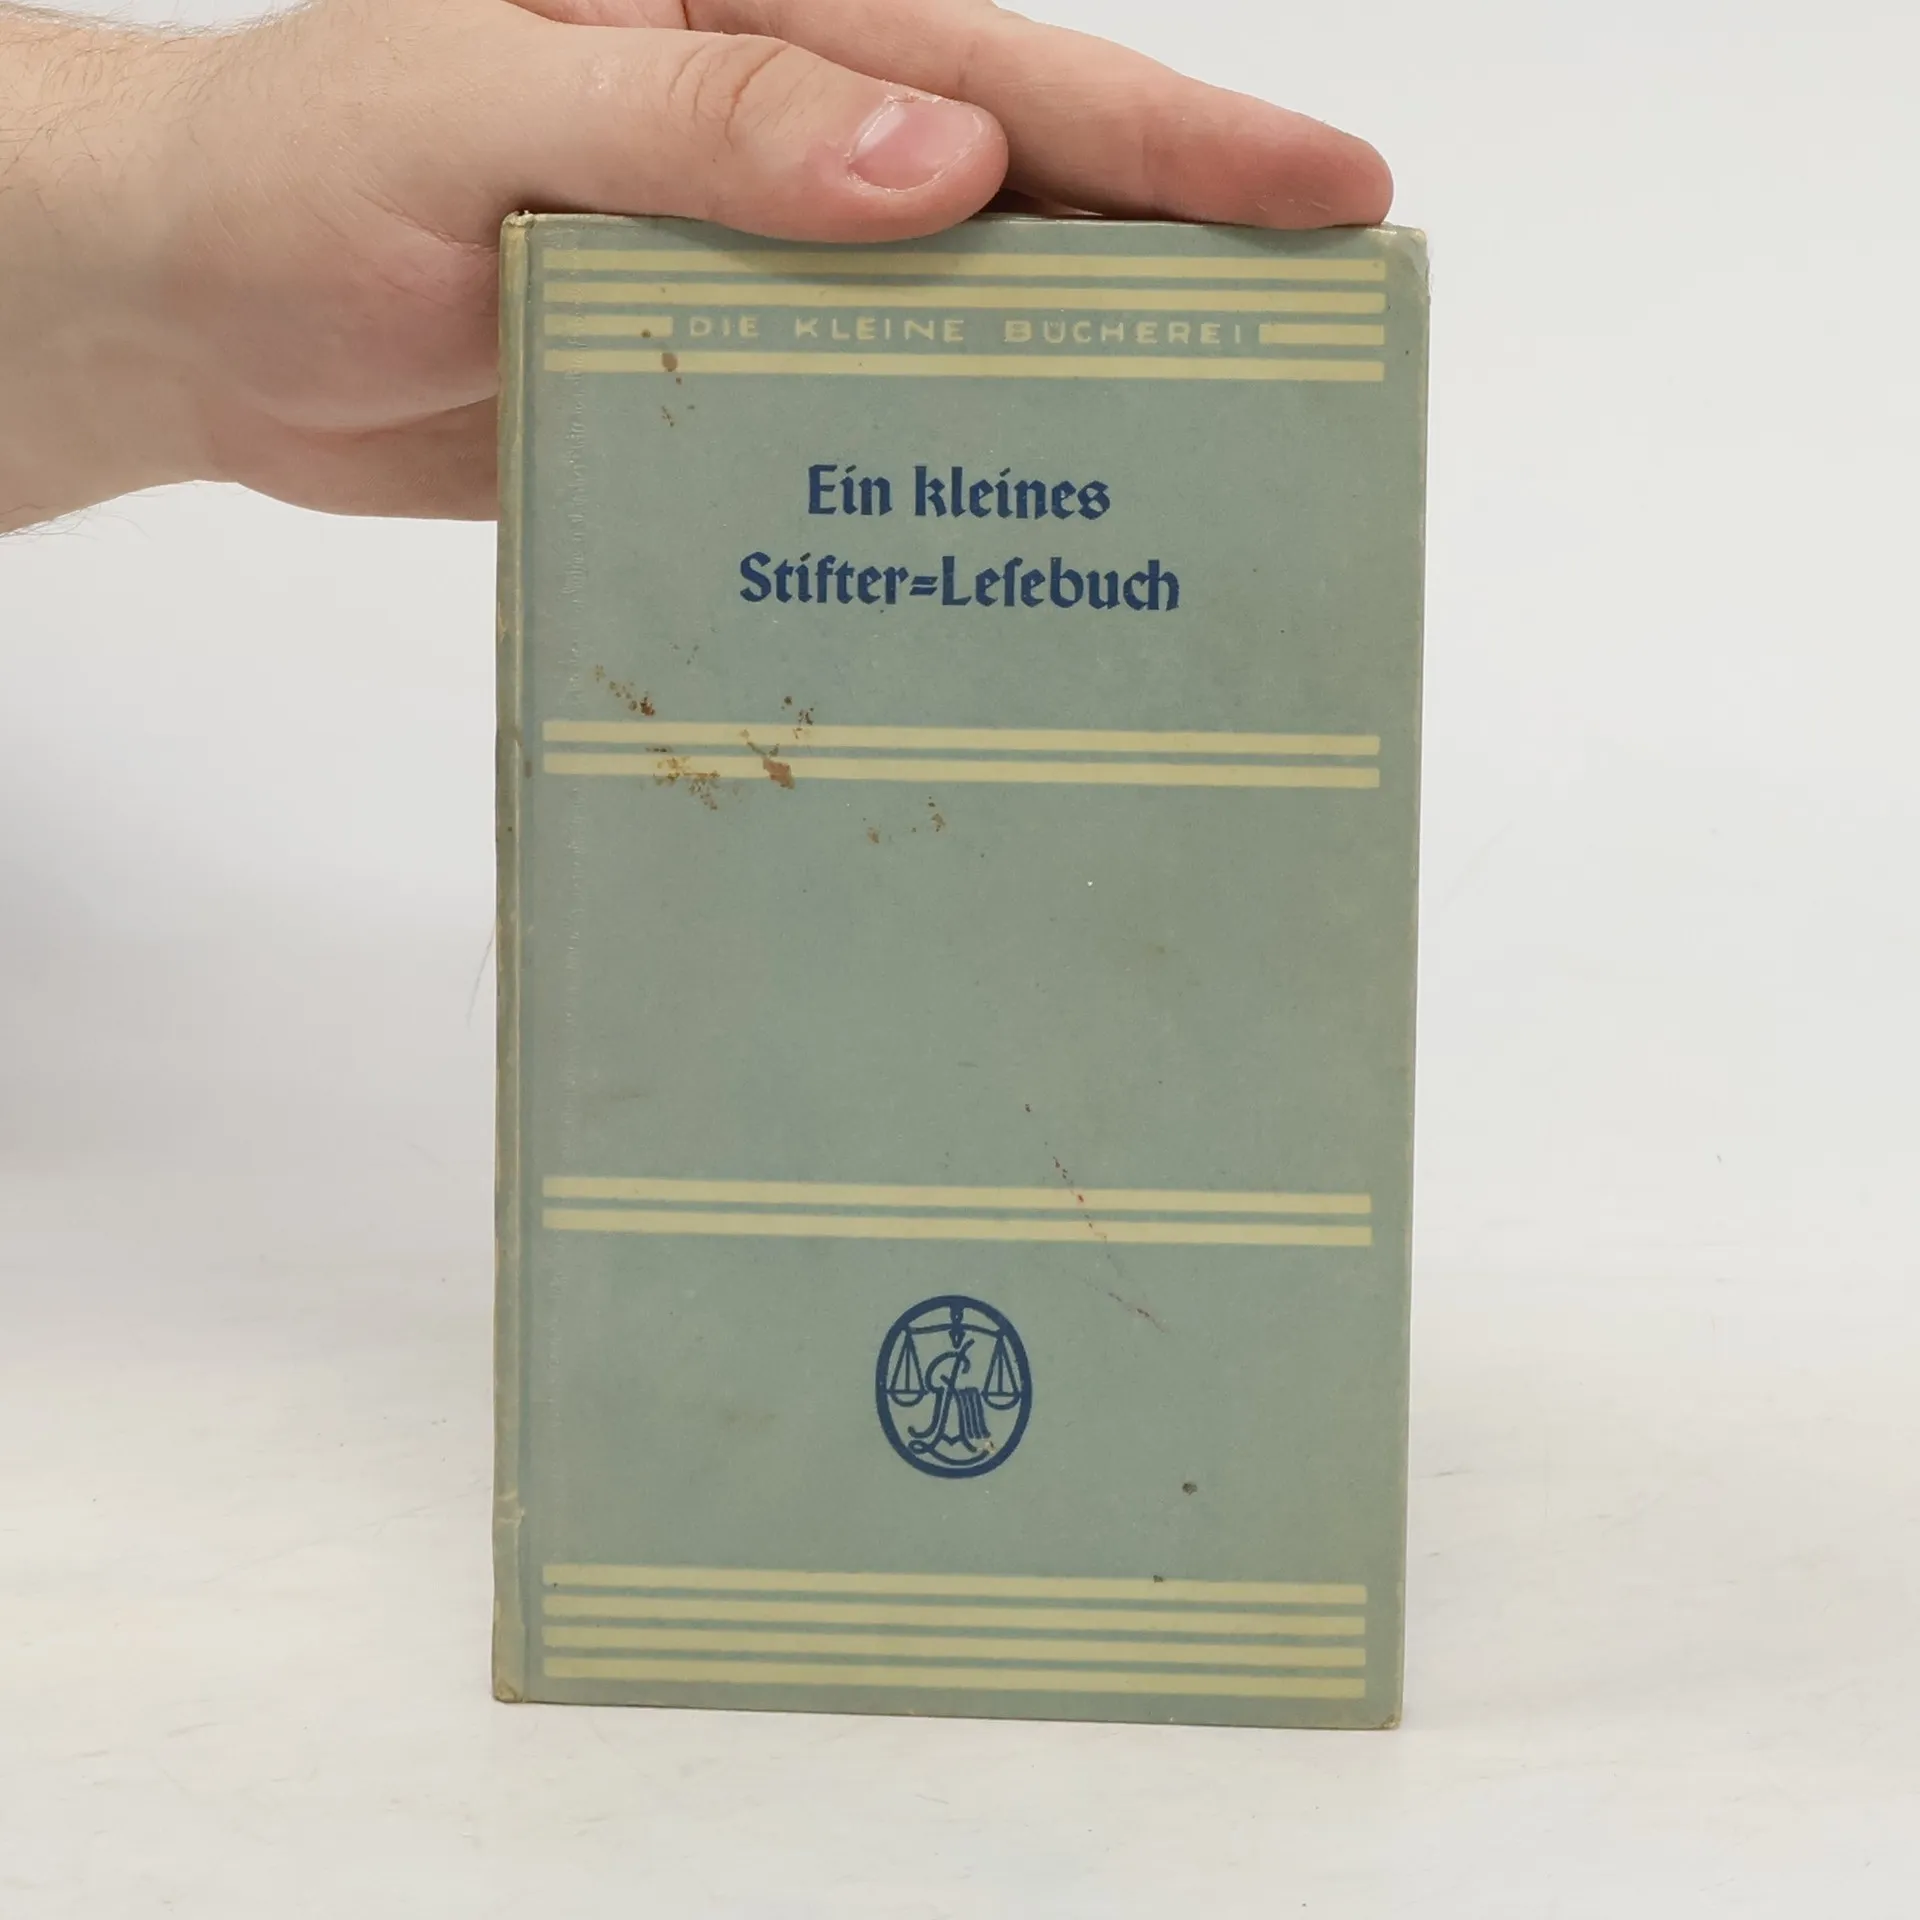 DIE KLEINE BÜCHEREI
Ein kleines
Stifter=Leſebuch